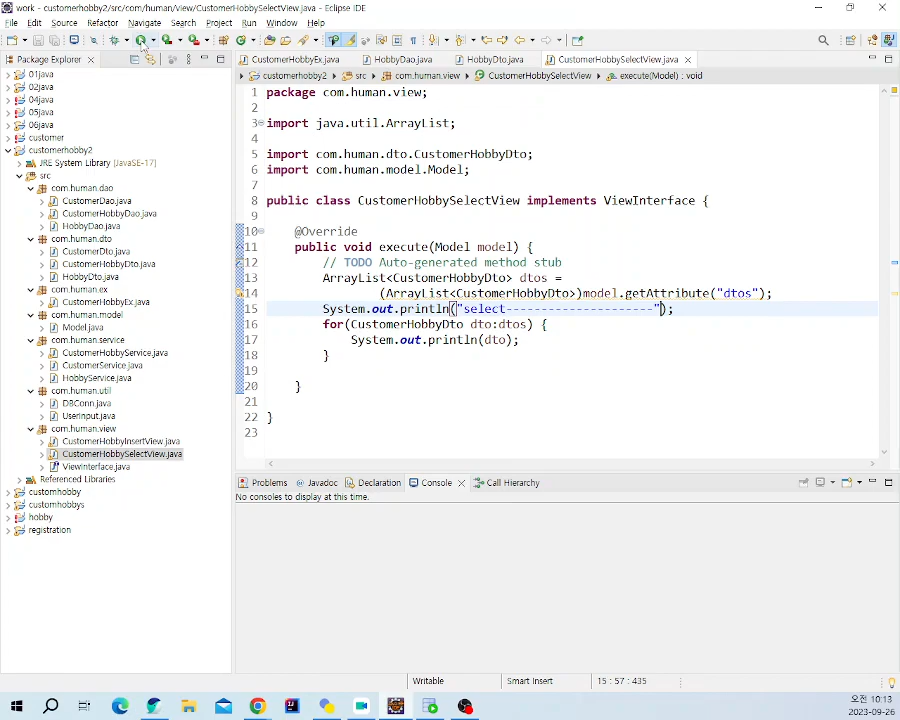 work - customerhobby2/src/com/human/view/CustomerHobbySelectView.java - Eclipse IDE
File Edit Source Refactor Navigate Search Project Run Window Help
Package Explorer
CustomerHobbyEx.java
HobbyDao.java
HobbyDto.java
CustomerHobbySelectView.java
customerhobby2
src
com.human.view
CustomerHobbySelectView
execute(Model) : void
01java
02java
04java
05java
06java
customer
customerhobby2
JRE System Library [JavaSE-17]
src
com.human.dao
CustomerDao.java
CustomerHobbyDao.java
HobbyDao.java
com.human.dto
CustomerDto.java
CustomerHobbyDto.java
HobbyDto.java
com.human.ex
CustomerHobbyEx.java
com.human.model
Model.java
com.human.service
CustomerHobbyService.java
CustomerService.java
HobbyService.java
com.human.util
DBConn.java
UserInput.java
com.human.view
CustomerHobbyInsertView.java
CustomerHobbySelectView.java
ViewInterface.java
Referenced Libraries
customhobby
customhobbys
hobby
registration
1 package com.human.view;
2
3 import java.util.ArrayList;
4
5 import com.human.dto.CustomerHobbyDto;
6 import com.human.model.Model;
7
8 public class CustomerHobbySelectView implements ViewInterface {
9
10 @Override
11 public void execute(Model model) {
12 // TODO Auto-generated method stub
13 ArrayList<CustomerHobbyDto> dtos =
14 (ArrayList<CustomerHobbyDto>)model.getAttribute("dtos");
15 System.out.println("select---------------------");
16 for(CustomerHobbyDto dto:dtos) {
17 System.out.println(dto);
18 }
19
20 }
21
22 }
23
Problems Javadoc Declaration Console Call Hierarchy
No consoles to display at this time.
Writable Smart Insert 15 : 57 : 435
오전 10:13
2023-09-26